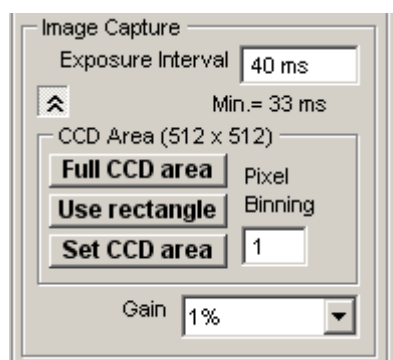 Image Capture
Exposure Interval 40 ms
Min.= 33 ms
CCD Area (512 x 512)
Full CCD area
Pixel
Use rectangle Binning
Set CCD area 1
Gain 1%